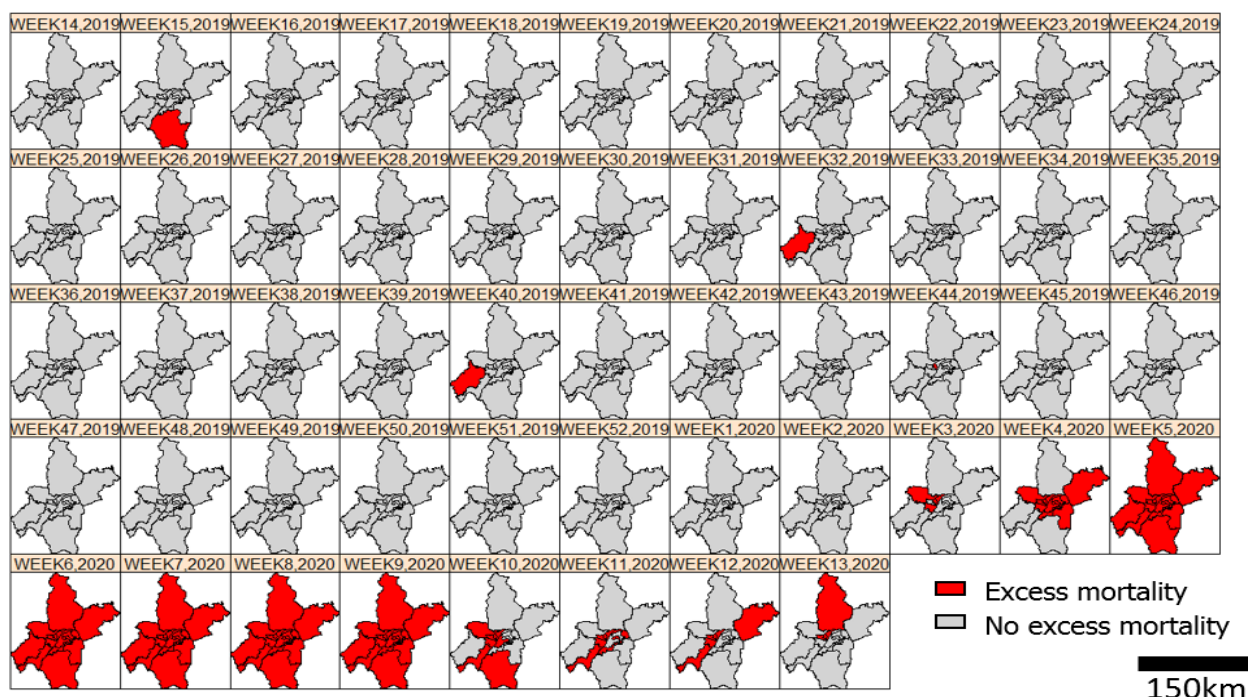 WEEK14,2019 WEEK15,2019 WEEK16,2019 WEEK17,2019 WEEK18,2019 WEEK19,2019 WEEK20,2019 WEEK21,2019 WEEK22,2019 WEEK23,2019 WEEK24,2019
WEEK25,2019 WEEK26,2019 WEEK27,2019 WEEK28,2019 WEEK29,2019 WEEK30,2019 WEEK31,2019 WEEK32,2019 WEEK33,2019 WEEK34,2019 WEEK35,2019
WEEK36,2019 WEEK37,2019 WEEK38,2019 WEEK39,2019 WEEK40,2019 WEEK41,2019 WEEK42,2019 WEEK43,2019 WEEK44,2019 WEEK45,2019 WEEK46,2019
WEEK47,2019 WEEK48,2019 WEEK49,2019 WEEK50,2019 WEEK51,2019 WEEK52,2019 WEEK1,2020 WEEK2,2020 WEEK3,2020 WEEK4,2020 WEEK5,2020
WEEK6,2020 WEEK7,2020 WEEK8,2020 WEEK9,2020 WEEK10,2020 WEEK11,2020 WEEK12,2020 WEEK13,2020
Excess mortality
No excess mortality
150km